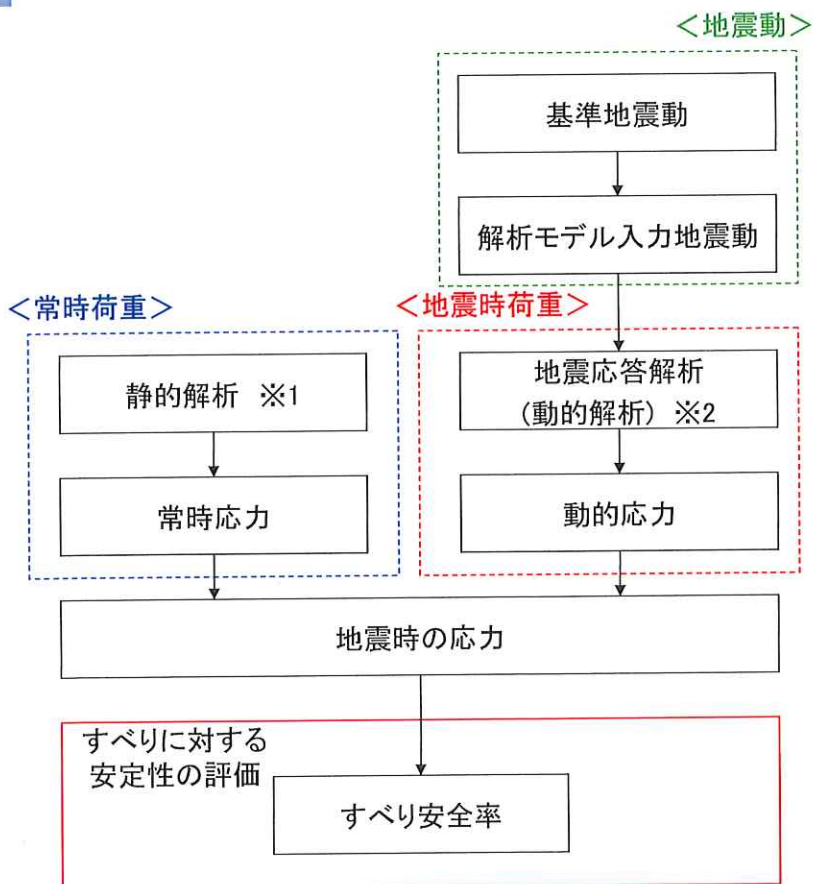 ＜地震動＞
基準地震動
解析モデル入力地震動
＜常時荷重＞
＜地震時荷重＞
静的解析 ※1
地震応答解析
(動的解析) ※2
常時応力
動的応力
地震時の応力
すべりに対する
安定性の評価
すべり安全率